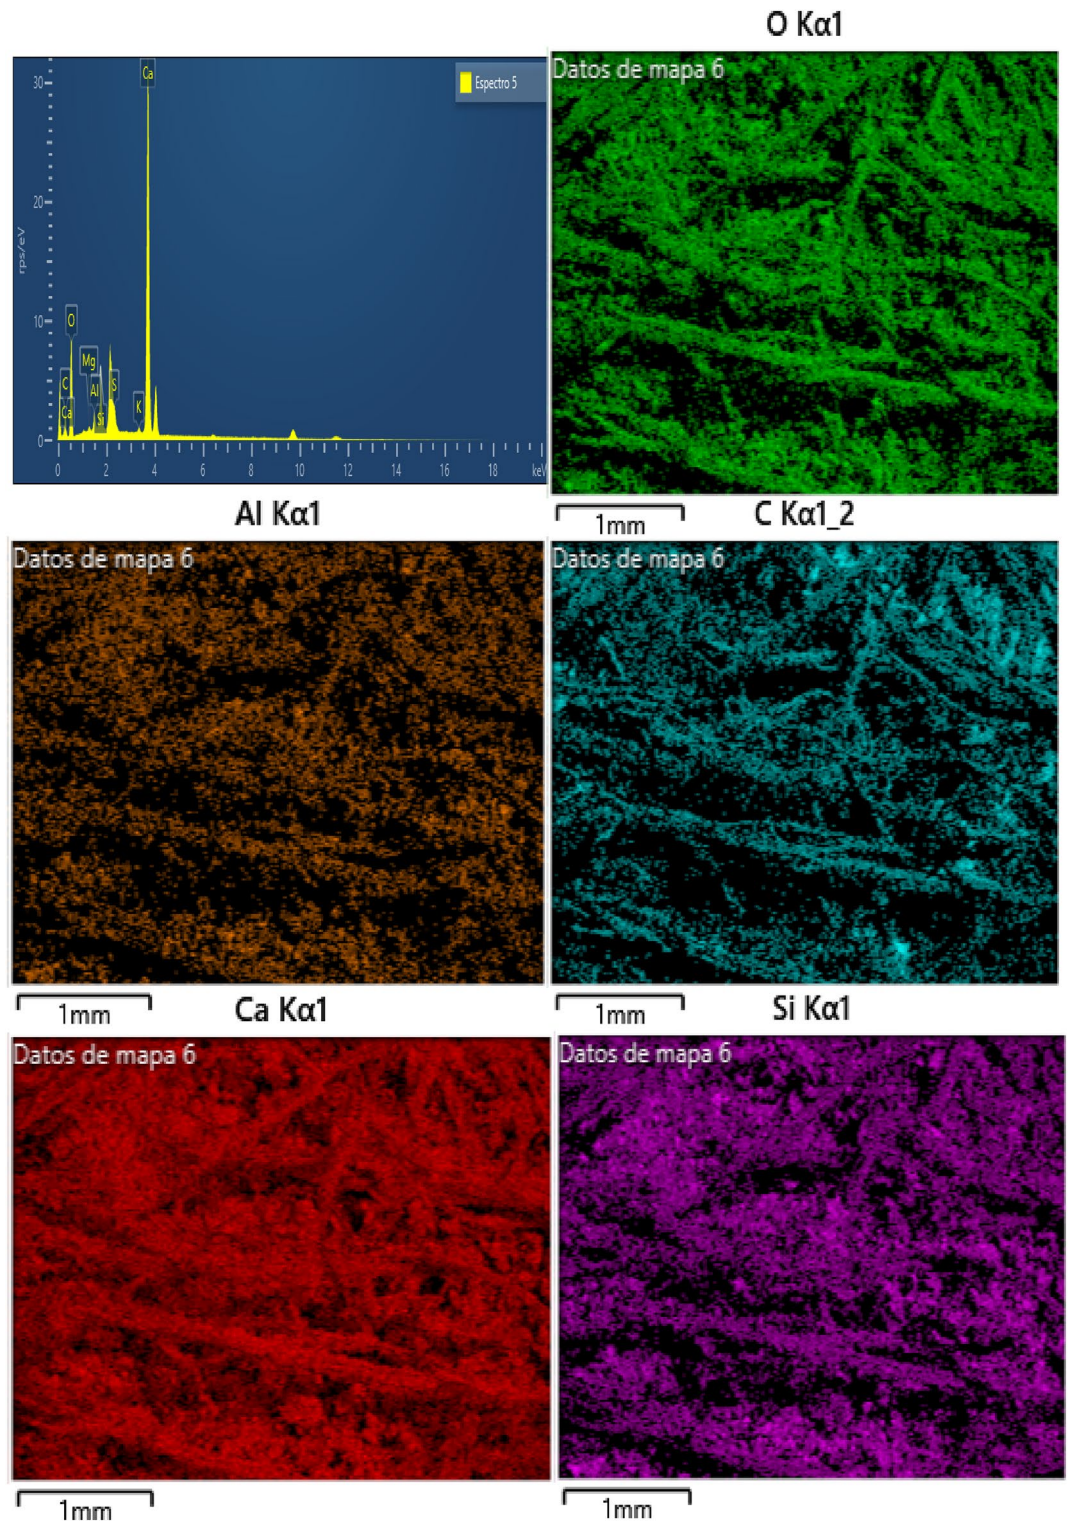 O Kα1
Espectro 5
Ca
30
20
rps/eV
10
O
Mg
C
Al
S
Ca
Si
K
0
0 2 4 6 8 10 12 14 16 18 keV
Datos de mapa 6
1mm
Al Kα1
C Kα1_2
Datos de mapa 6
Datos de mapa 6
1mm
1mm
Ca Kα1
Si Kα1
Datos de mapa 6
Datos de mapa 6
1mm
1mm